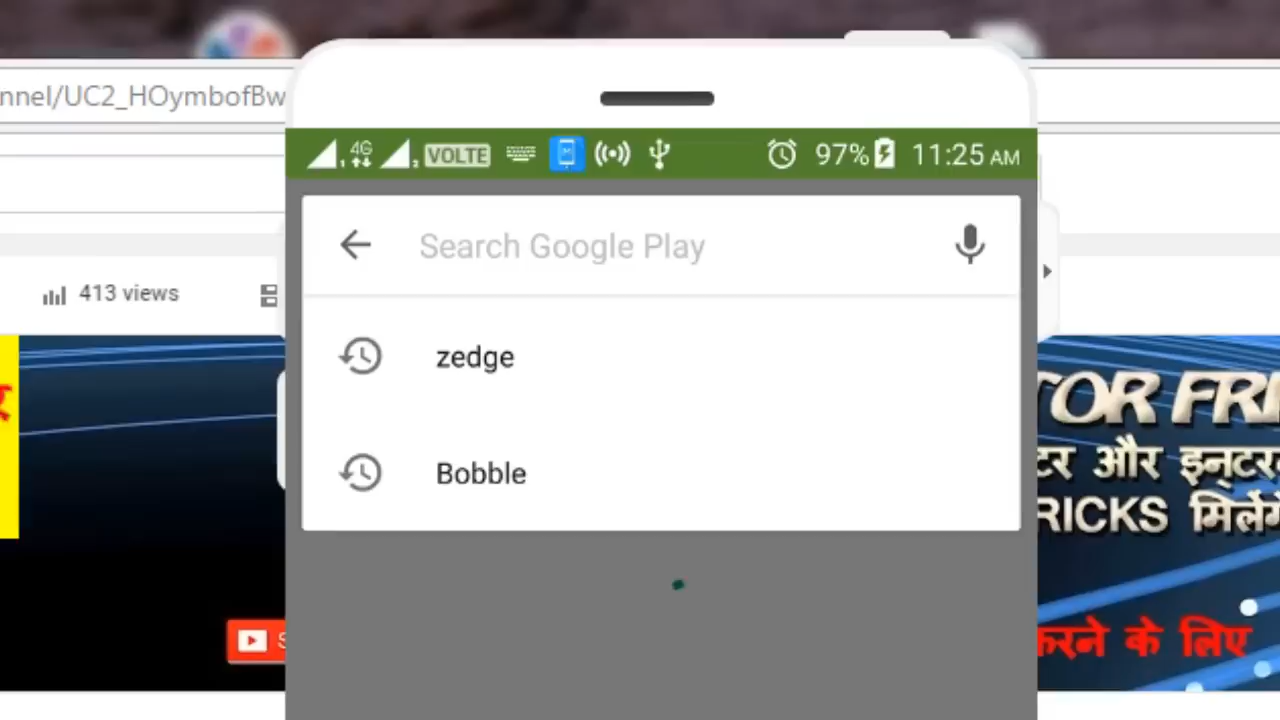 nnel/UC2_HOymbofBw
4G VOLTE 97% 11:25 AM
Search Google Play
413 views
zedge
Bobble
TOR FRI
टर और इन्टर
RICKS मिलेंगे
करने के लिए